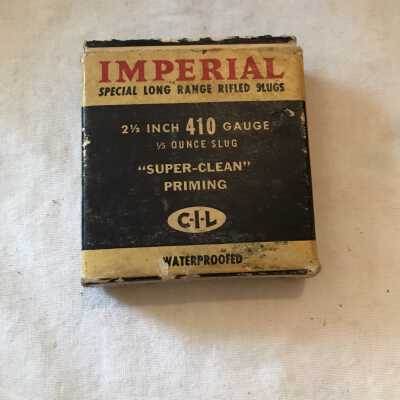 IMPERIAL
SPECIAL LONG RANGE RIFLED SLUGS
2½ INCH 410 GAUGE
⅕ OUNCE SLUG
"SUPER-CLEAN"
PRIMING
C-I-L
WATERPROOFED